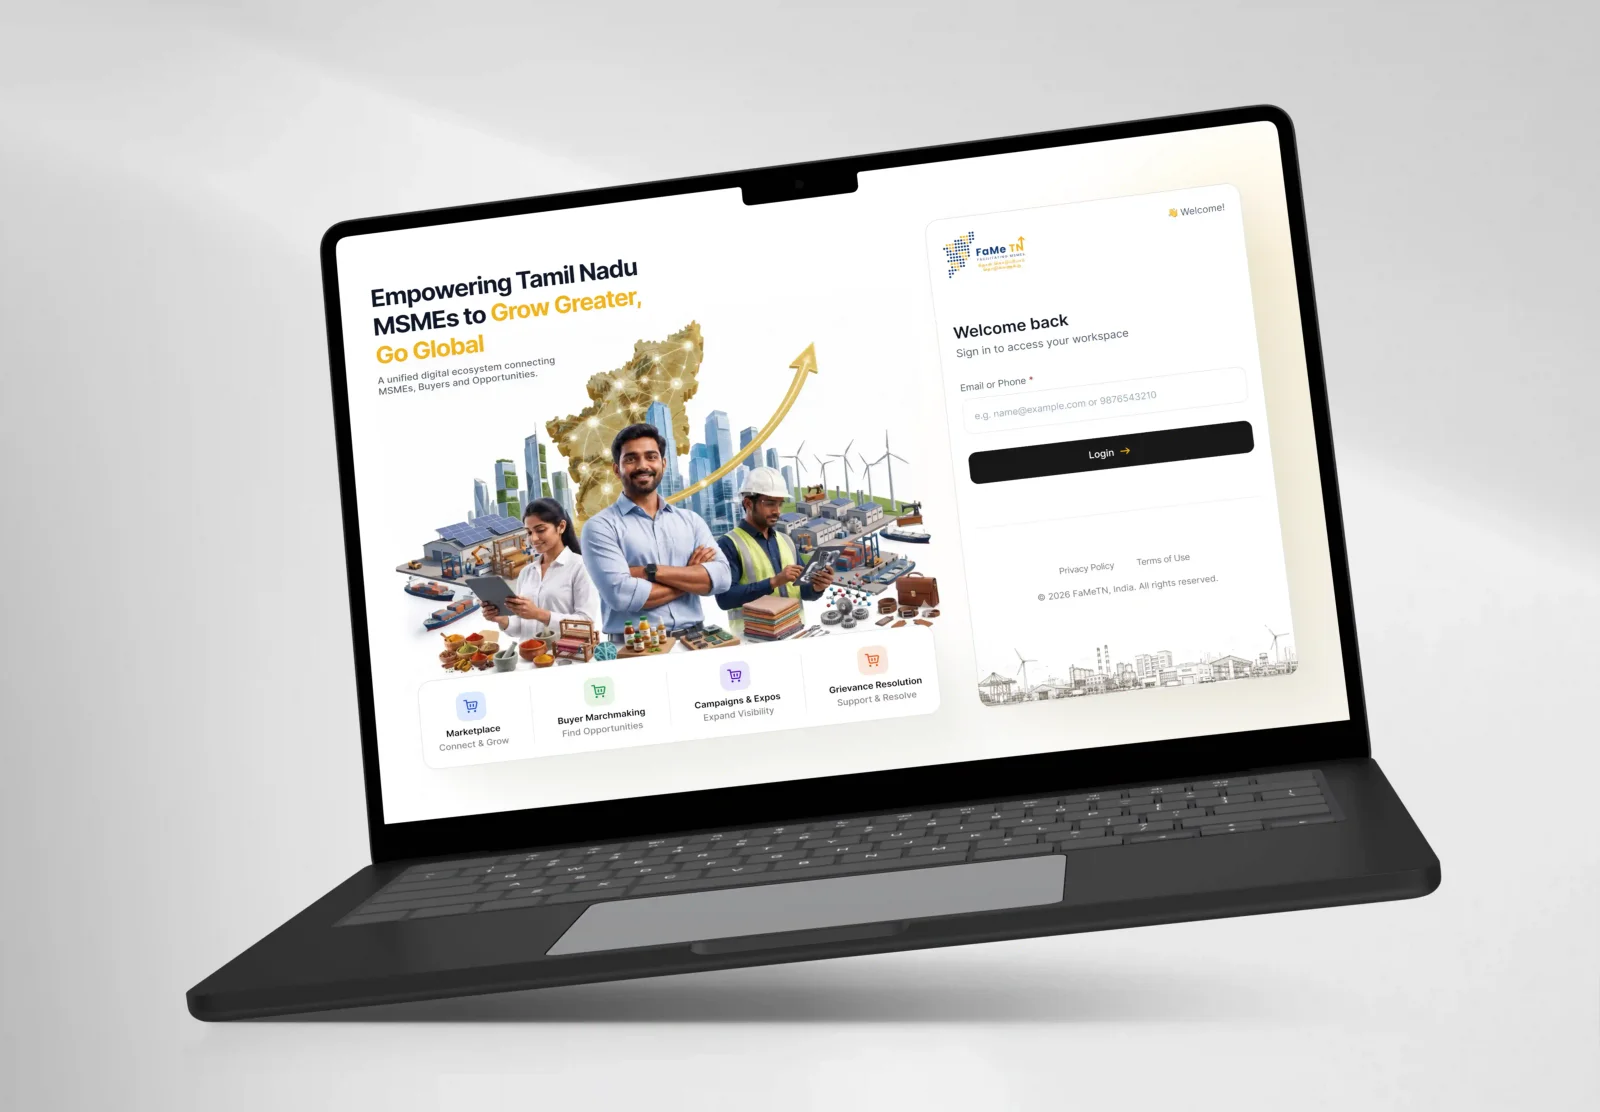 Empowering Tamil Nadu
MSMEs to Grow Greater,
Go Global
A unified digital ecosystem connecting
MSMEs, Buyers and Opportunities.
Marketplace
Connect & Grow
Buyer Marchmaking
Find Opportunities
Campaigns & Expos
Expand Visibility
Grievance Resolution
Support & Resolve
👋 Welcome!
FaMe TN
FACILITATING MSMES
Welcome back
Sign in to access your workspace
Email or Phone *
e.g. name@example.com or 9876543210
Login →
Privacy Policy Terms of Use
© 2026 FaMeTN, India. All rights reserved.